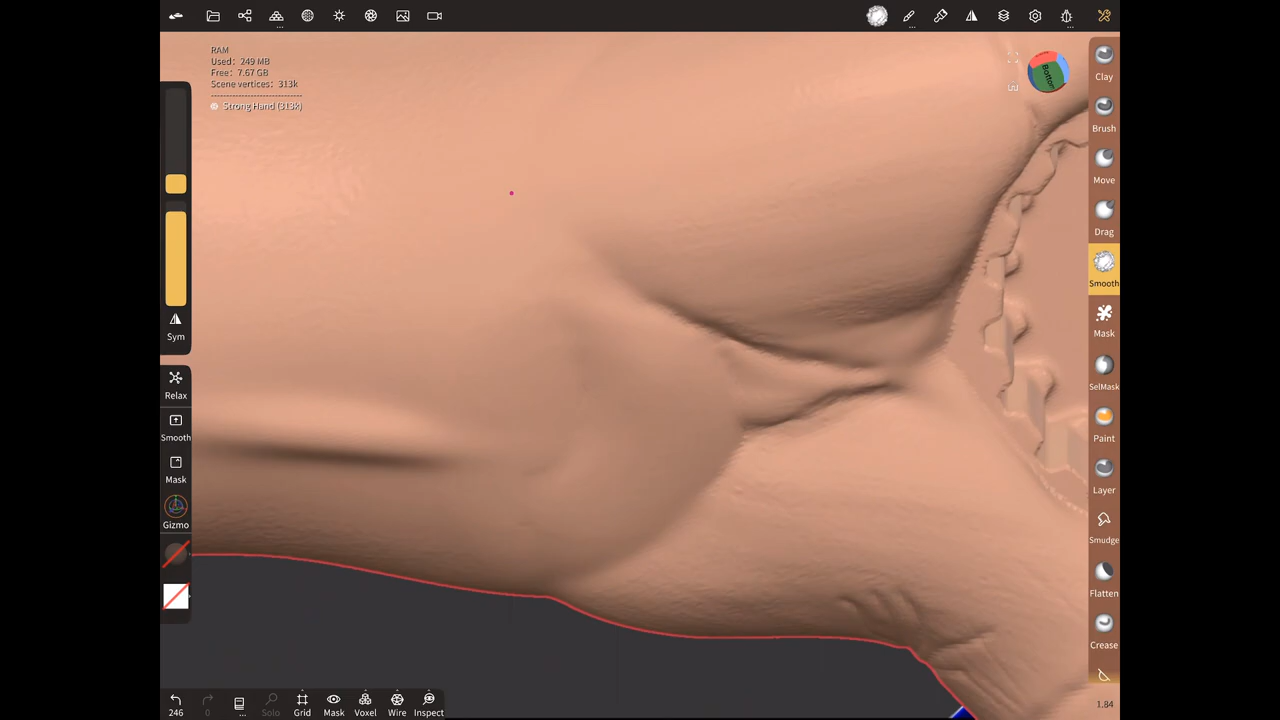 RAM
Used: 249 MB
Free: 7.67 GB
Scene vertices: 313k
Strong Hand (313k)
Bottom
Sym
Relax
Smooth
Mask
Gizmo
Clay
Brush
Move
Drag
Smooth
Mask
SelMask
Paint
Layer
Smudge
Flatten
Crease
1.84
246
0
Solo
Grid
Mask
Voxel
Wire
Inspect